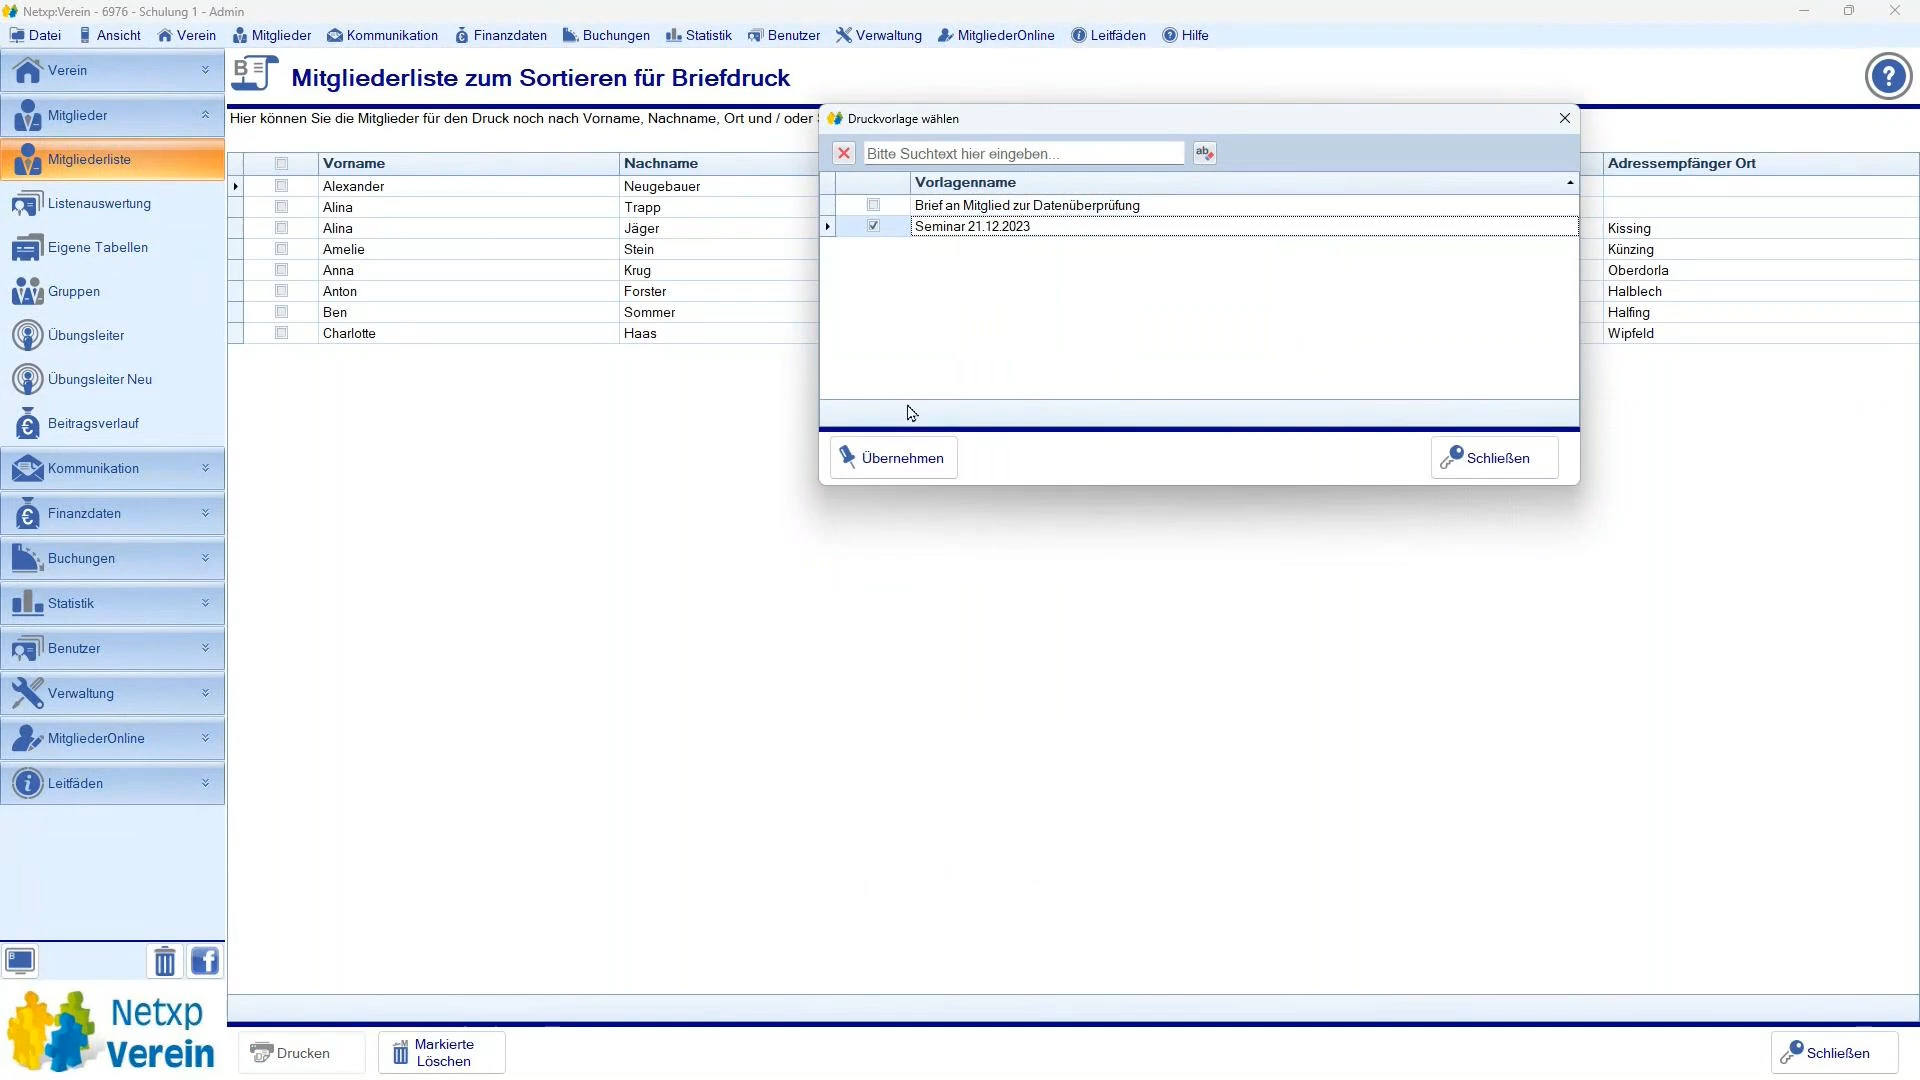 Netxp:Verein - 6976 - Schulung 1 - Admin
Datei Ansicht Verein Mitglieder Kommunikation Finanzdaten Buchungen Statistik Benutzer Verwaltung MitgliederOnline Leitfäden Hilfe
Verein
Mitglieder
Mitgliederliste
Listenauswertung
Eigene Tabellen
Gruppen
Übungsleiter
Übungsleiter Neu
Beitragsverlauf
Kommunikation
Finanzdaten
Buchungen
Statistik
Benutzer
Verwaltung
MitgliederOnline
Leitfäden
Netxp
Verein
Mitgliederliste zum Sortieren für Briefdruck
Hier können Sie die Mitglieder für den Druck noch nach Vorname, Nachname, Ort und / oder
Vorname Nachname Adressempfänger Ort
Alexander Neugebauer
Alina Trapp
Alina Jäger Kissing
Amelie Stein Künzing
Anna Krug Oberdorla
Anton Forster Halblech
Ben Sommer Halfing
Charlotte Haas Wipfeld
Druckvorlage wählen
Bitte Suchtext hier eingeben...
Vorlagenname
Brief an Mitglied zur Datenüberprüfung
Seminar 21.12.2023
Übernehmen Schließen
Drucken Markierte Löschen Schließen